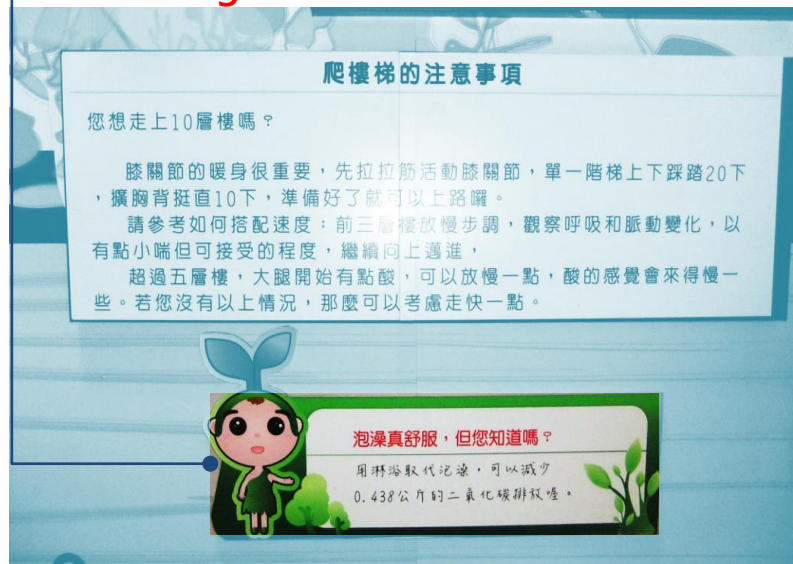 爬樓梯的注意事項
您想走上10層樓嗎？
膝關節的暖身很重要，先拉拉筋活動膝關節，單一階梯上下踩踏20下
，擴胸背挺直10下，準備好了就可以上路囉。
請參考如何搭配速度：前三層樓放慢步調，觀察呼吸和脈動變化，以
有點小喘但可接受的程度，繼續向上邁進，
超過五層樓，大腿開始有點酸，可以放慢一點，酸的感覺會來得慢一
些。若您沒有以上情況，那麼可以考慮走快一點。
泡澡真舒服，但您知道嗎？
用淋浴取代泡澡，可以減少
0.438公斤的二氧化碳排放喔。